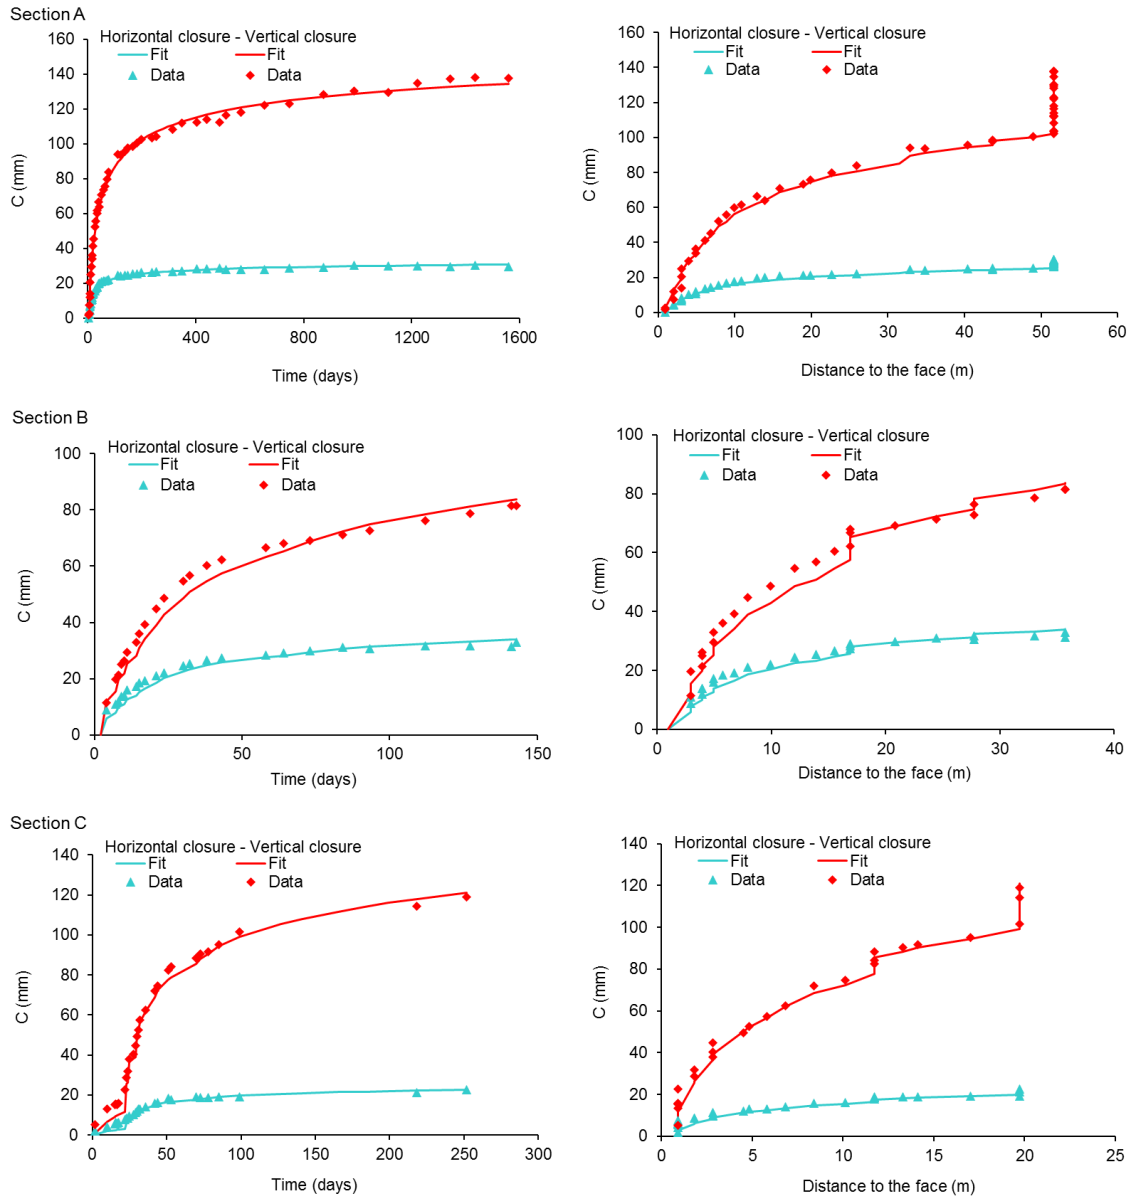 Section A
Horizontal closure - Vertical closure
Fit Fit
Data Data
C (mm)
160
140
120
100
80
60
40
20
0
0 400 800 1200 1600
Time (days)
Horizontal closure - Vertical closure
Fit Fit
Data Data
C (mm)
160
140
120
100
80
60
40
20
0
0 10 20 30 40 50 60
Distance to the face (m)
Section B
Horizontal closure - Vertical closure
Fit Fit
Data Data
C (mm)
100
80
60
40
20
0
0 50 100 150
Time (days)
Horizontal closure - Vertical closure
Fit Fit
Data Data
C (mm)
100
80
60
40
20
0
0 10 20 30 40
Distance to the face (m)
Section C
Horizontal closure - Vertical closure
Fit Fit
Data Data
C (mm)
140
120
100
80
60
40
20
0
0 50 100 150 200 250 300
Time (days)
Horizontal closure - Vertical closure
Fit Fit
Data Data
C (mm)
140
120
100
80
60
40
20
0
0 5 10 15 20 25
Distance to the face (m)